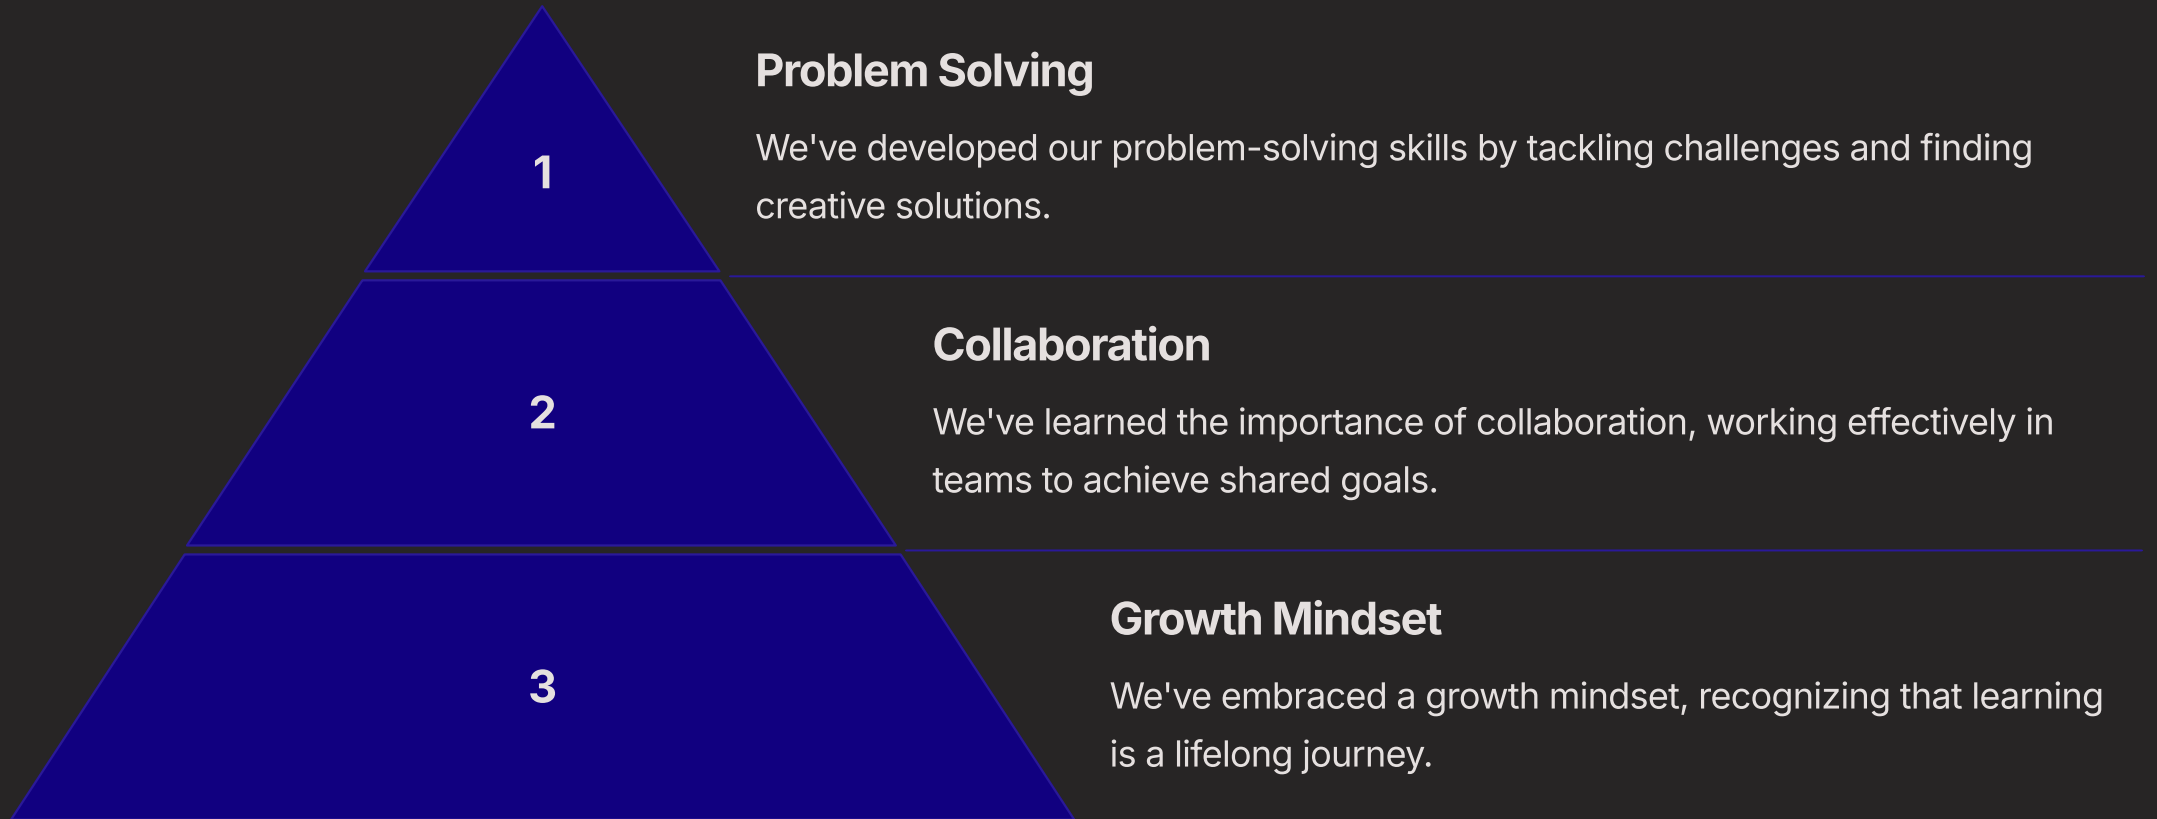 1
Problem Solving
We've developed our problem-solving skills by tackling challenges and finding
creative solutions.
2
Collaboration
We've learned the importance of collaboration, working effectively in
teams to achieve shared goals.
3
Growth Mindset
We've embraced a growth mindset, recognizing that learning
is a lifelong journey.